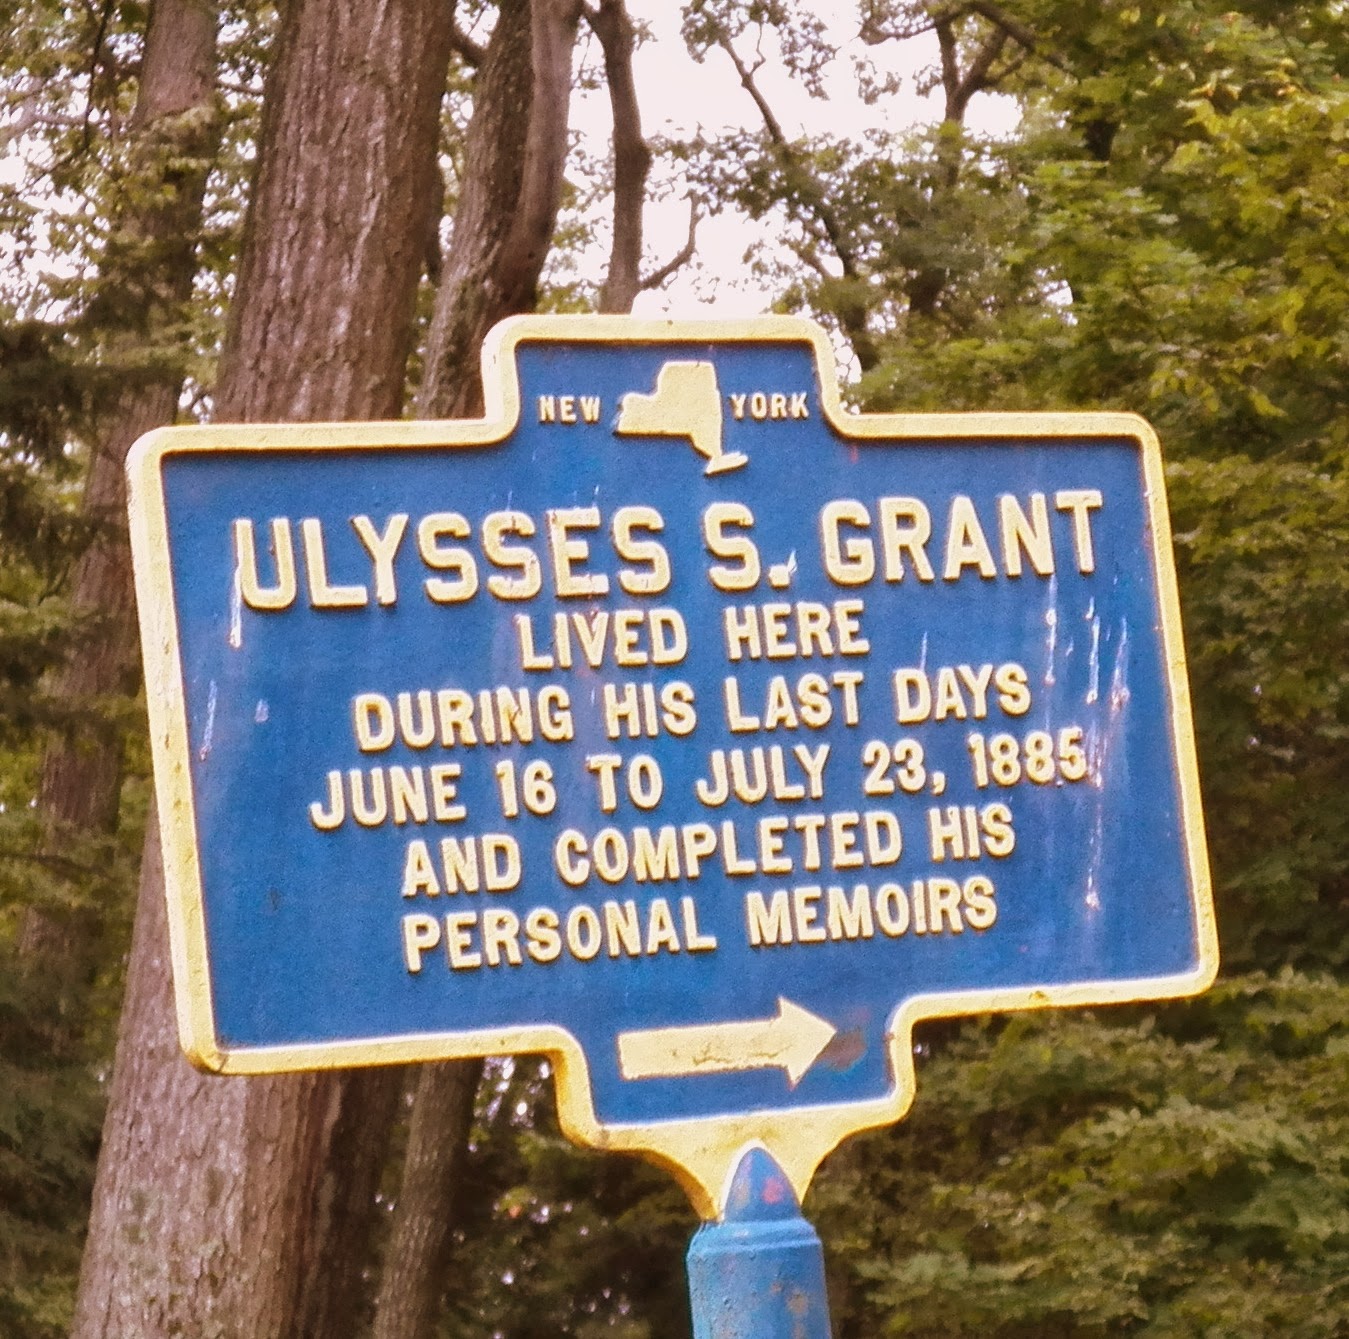 NEW YORK
ULYSSES S. GRANT
LIVED HERE
DURING HIS LAST DAYS
JUNE 16 TO JULY 23, 1885
AND COMPLETED HIS
PERSONAL MEMOIRS